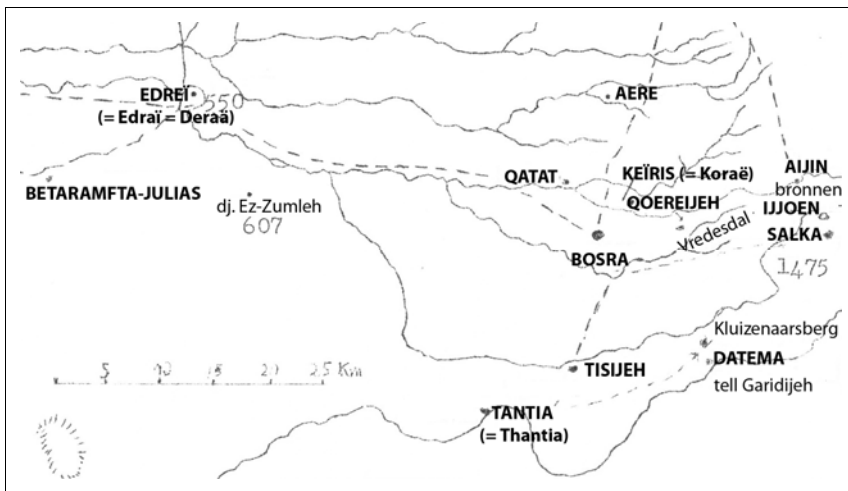 EDREÏ
550
(= Edraï = Deraä)
AERE
BETARAMFTA-JULIAS
dj. Ez-Zumleh
607
QATAT
KEÏRIS (= Koraë)
QOEREIJEH
AIJIN
bronnen
IJJOEN
SALKA
1475
Vredesdal
BOSRA
Kluizenaarsberg
DATEMA
tell Garidijeh
TISIJEH
TANTIA
(= Thantia)
5 10 15 20 25 Km